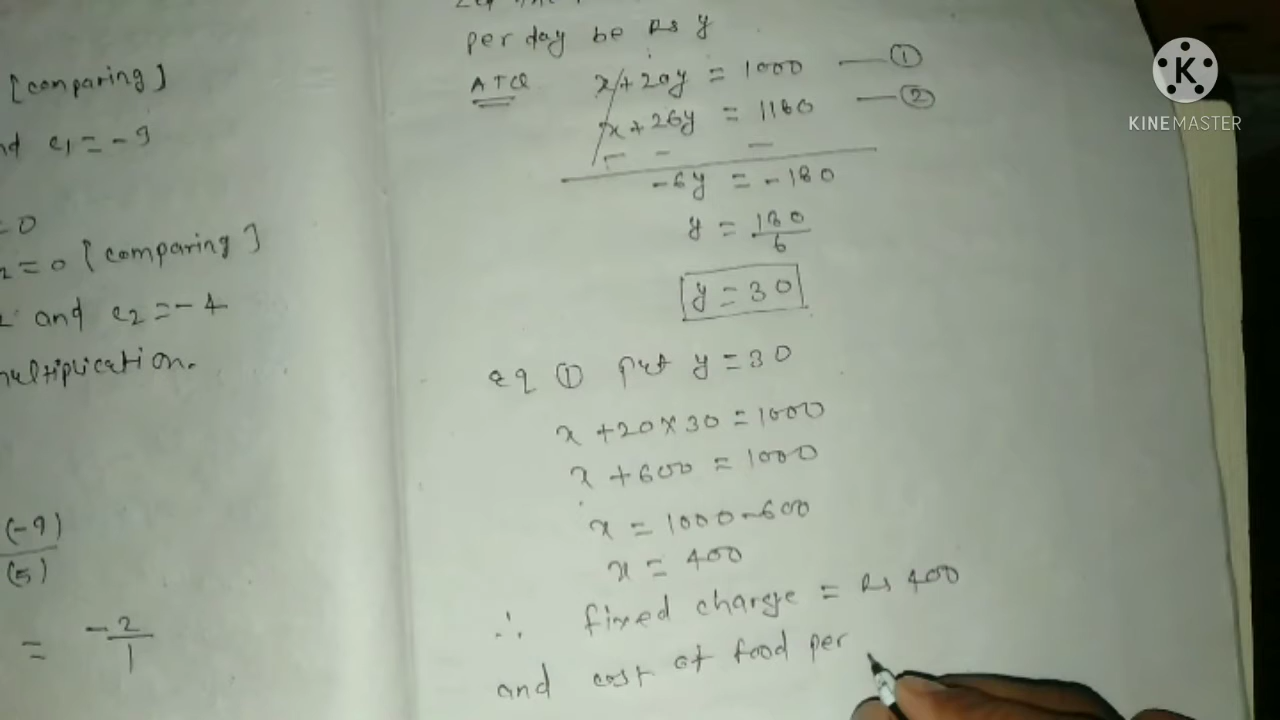 [comparing]
nd c₁ = -9
= 0
₂ = 0 [comparing]
and c₂ = -4
multiplication.
(-9)
(5)
= -2
1
per day be Rs y
ATCQ x + 20y = 1000 — ①
x + 26y = 1180 — ②
- - -
-6y = -180
y = 180
6
y = 30
eq ① put y = 30
x + 20 × 30 = 1000
x + 600 = 1000
x = 1000 - 600
x = 400
∴ fixed charge = Rs 400
and cost of food per
K
KINEMASTER